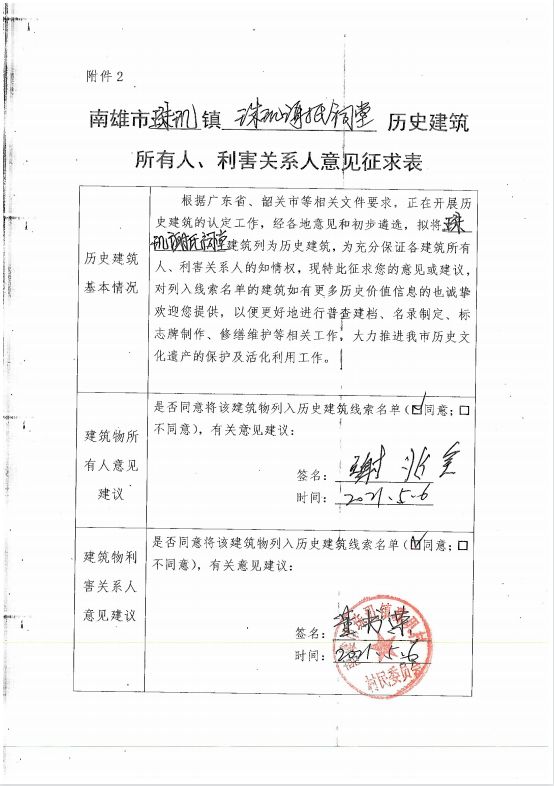 附件2
南雄市珠玑镇 珠玑谢氏祠堂 历史建筑
所有人、利害关系人意见征求表
历史建筑
基本情况
根据广东省、韶关市等相关文件要求，正在开展历
史建筑的认定工作，经各地意见和初步遴选，拟将珠
玑谢氏祠堂建筑列为历史建筑，为充分保证各建筑所有
人、利害关系人的知情权，现特此征求您的意见或建议，
对列入线索名单的建筑如有更多历史价值信息的也诚挚
欢迎您提供，以便更好地进行普查建档、名录制定、标
志牌制作、修缮维护等相关工作，大力推进我市历史文
化遗产的保护及活化利用工作。
建筑物所
有人意见
建议
是否同意将该建筑物列入历史建筑线索名单（☑同意；□
不同意），有关意见建议：
签名：谢
时间：2021.5.6
建筑物利
害关系人
意见建议
是否同意将该建筑物列入历史建筑线索名单（☑同意；□
不同意），有关意见建议：
签名：董
时间：2021.5.6
村民委员会